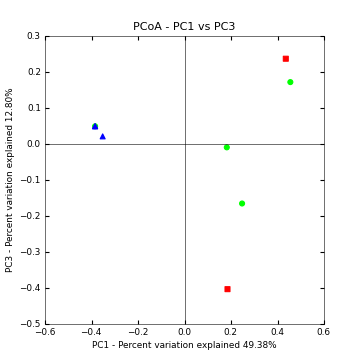 PCoA - PC1 vs PC3
0.3
0.2
0.1
0.0
−0.1
−0.2
−0.3
−0.4
−0.5
−0.6 −0.4 −0.2 0.0 0.2 0.4 0.6
PC3 - Percent variation explained 12.80%
PC1 - Percent variation explained 49.38%